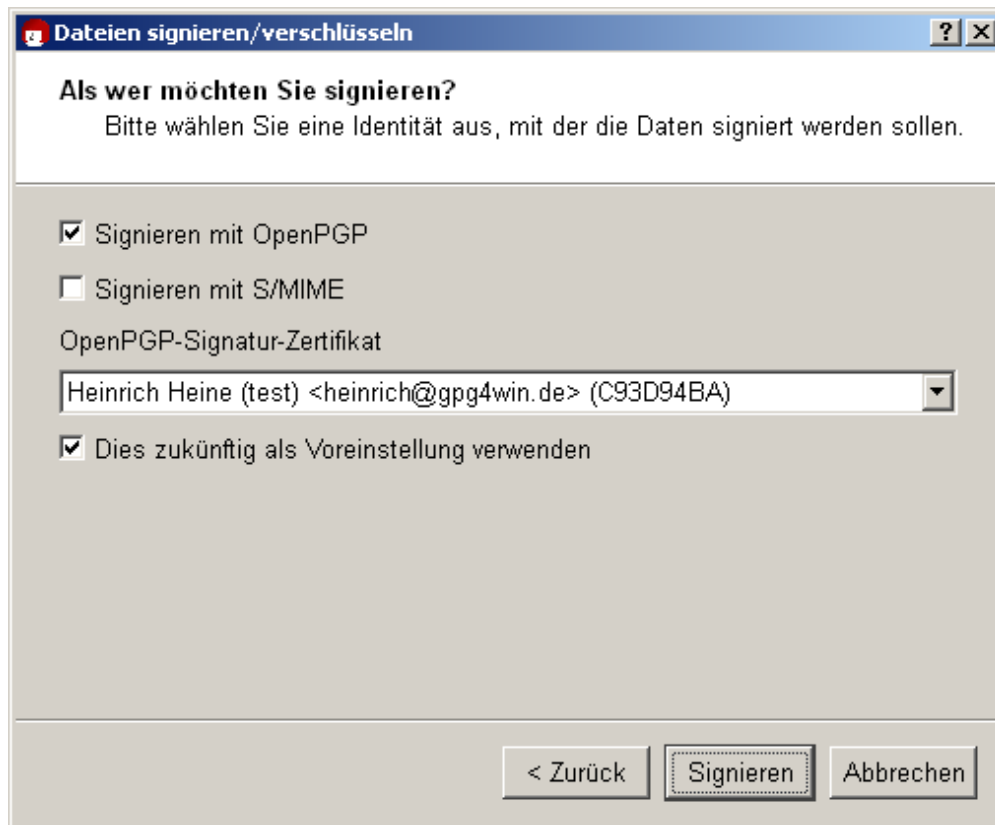 Dateien signieren/verschlüsseln
Als wer möchten Sie signieren?
Bitte wählen Sie eine Identität aus, mit der die Daten signiert werden sollen.
Signieren mit OpenPGP
Signieren mit S/MIME
OpenPGP-Signatur-Zertifikat
Heinrich Heine (test) <heinrich@gpg4win.de> (C93D94BA)
Dies zukünftig als Voreinstellung verwenden
< Zurück Signieren Abbrechen